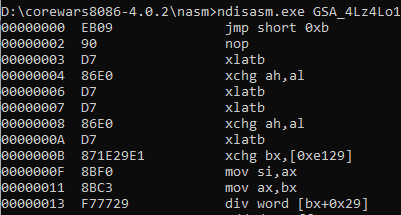 D:\corewars8086-4.0.2\nasm>ndisasm.exe GSA_4Lz4Lo1
00000000 EB09 jmp short 0xb
00000002 90 nop
00000003 D7 xlatb
00000004 86E0 xchg ah,al
00000006 D7 xlatb
00000007 D7 xlatb
00000008 86E0 xchg ah,al
0000000A D7 xlatb
0000000B 871E29E1 xchg bx,[0xe129]
0000000F 8BF0 mov si,ax
00000011 8BC3 mov ax,bx
00000013 F77729 div word [bx+0x29]